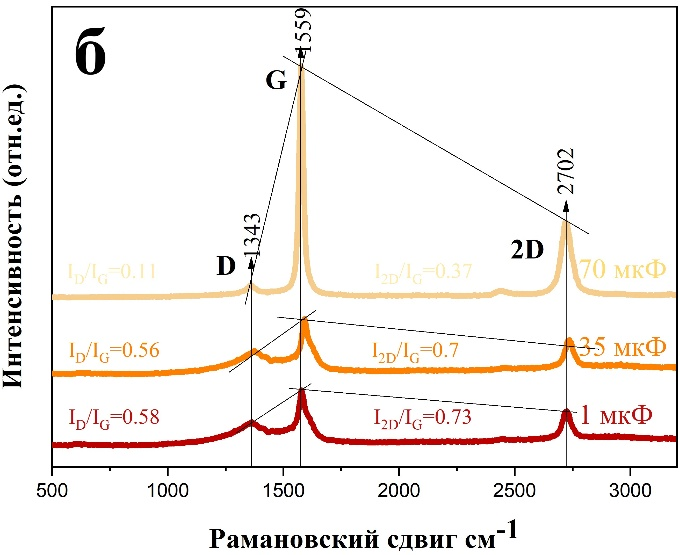 б
1559
G
2702
1343
D
2D
I_D/I_G=0.11
I_2D/I_G=0.37
70 мкФ
I_D/I_G=0.56
I_2D/I_G=0.7
35 мкФ
I_D/I_G=0.58
I_2D/I_G=0.73
1 мкФ
Интенсивность (отн.ед.)
500
1000
1500
2000
2500
3000
Рамановский сдвиг см-1